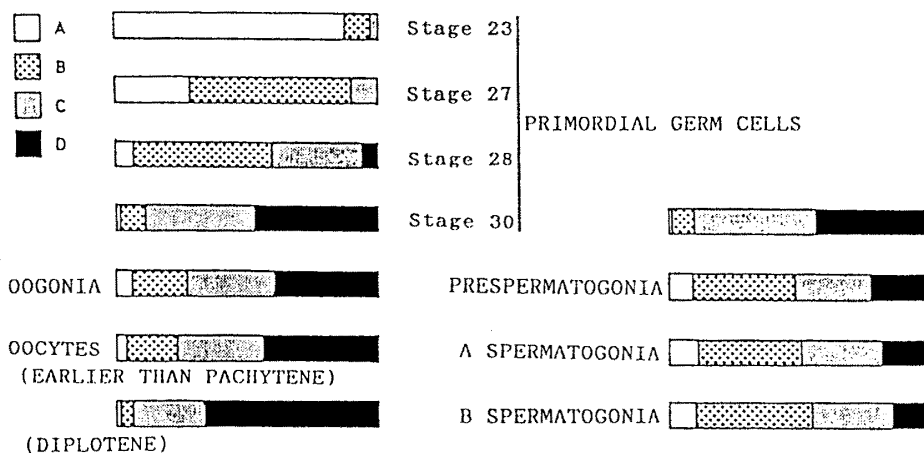 A
B
C
D
Stage 23
Stage 27
Stage 28
Stage 30
PRIMORDIAL GERM CELLS
OOGONIA
OOCYTES
(EARLIER THAN PACHYTENE)
(DIPLOTENE)
PRESPERMATOGONIA
A SPERMATOGONIA
B SPERMATOGONIA